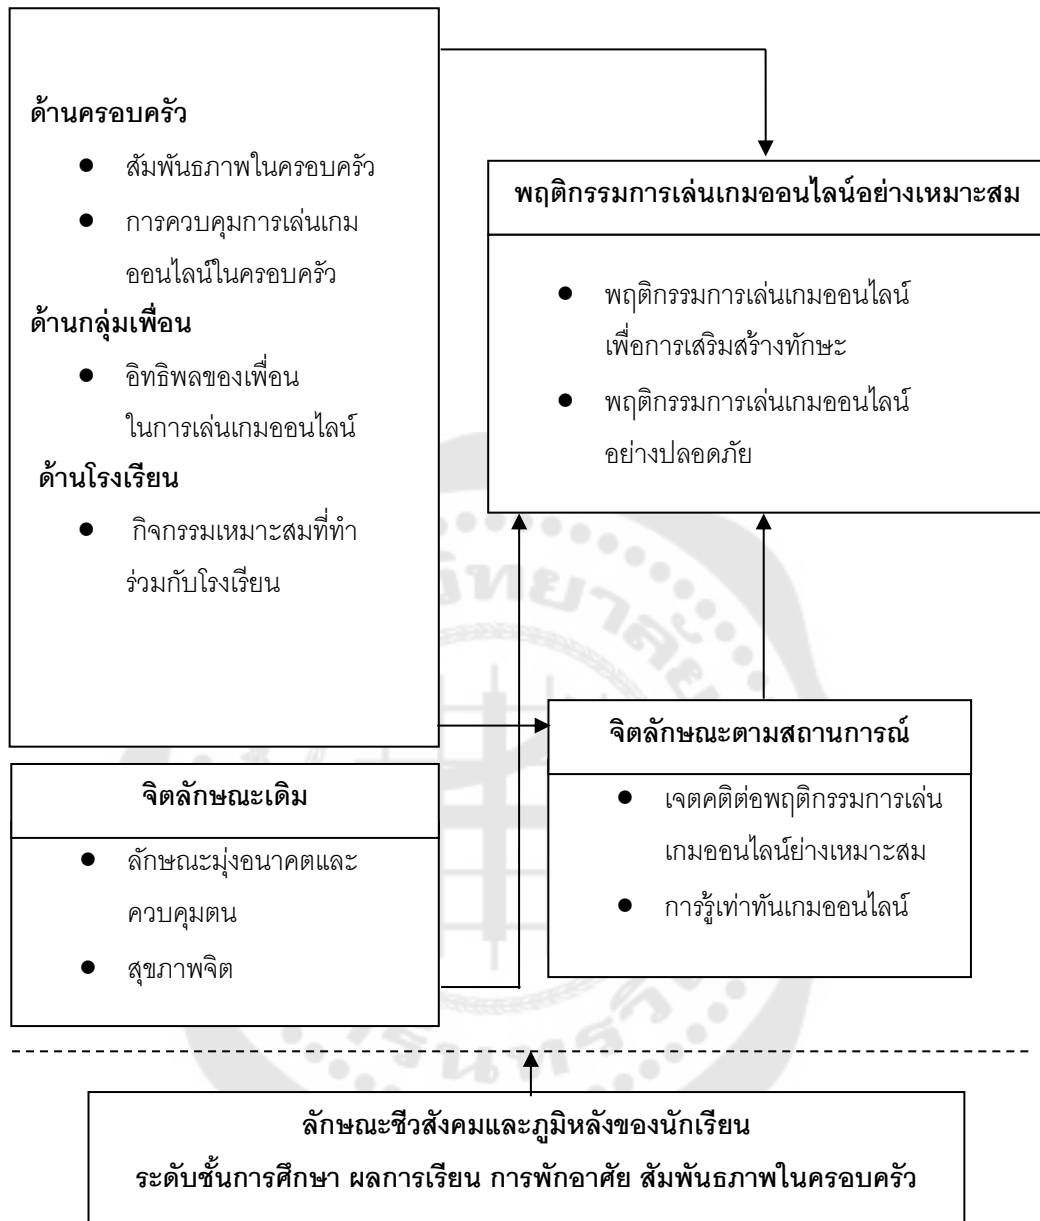 ด้านครอบครัว
● สัมพันธภาพในครอบครัว
● การควบคุมการเล่นเกม
ออนไลน์ในครอบครัว
ด้านกลุ่มเพื่อน
● อิทธิพลของเพื่อน
ในการเล่นเกมออนไลน์
ด้านโรงเรียน
● กิจกรรมเหมาะสมที่ทำ
ร่วมกับโรงเรียน
พฤติกรรมการเล่นเกมออนไลน์อย่างเหมาะสม
● พฤติกรรมการเล่นเกมออนไลน์
เพื่อการเสริมสร้างทักษะ
● พฤติกรรมการเล่นเกมออนไลน์
อย่างปลอดภัย
จิตลักษณะตามสถานการณ์
● เจตคติต่อพฤติกรรมการเล่น
เกมออนไลน์ย่างเหมาะสม
● การรู้เท่าทันเกมออนไลน์
จิตลักษณะเดิม
● ลักษณะมุ่งอนาคตและ
ควบคุมตน
● สุขภาพจิต
ลักษณะชีวสังคมและภูมิหลังของนักเรียน
ระดับชั้นการศึกษา ผลการเรียน การพักอาศัย สัมพันธภาพในครอบครัว